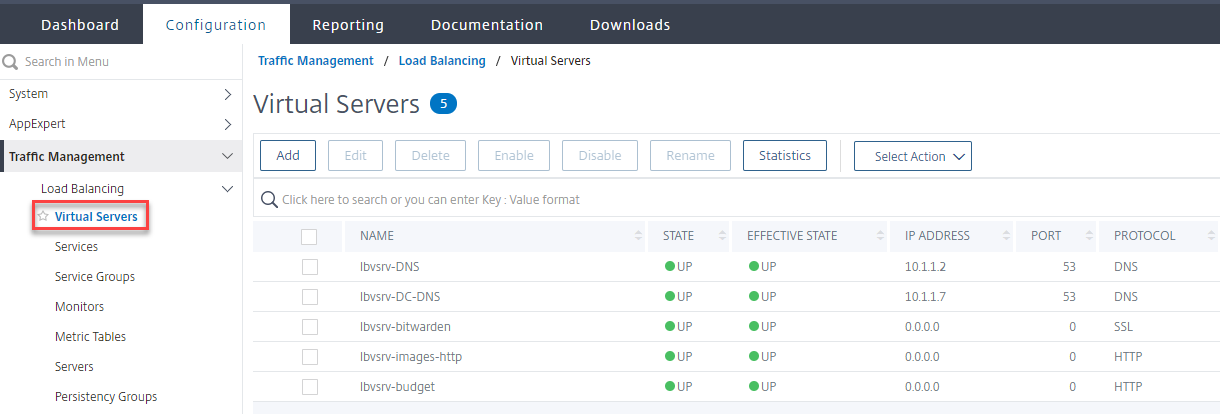 Dashboard Configuration Reporting Documentation Downloads
Search in Menu
System
AppExpert
Traffic Management
Load Balancing
Virtual Servers
Services
Service Groups
Monitors
Metric Tables
Servers
Persistency Groups
Traffic Management / Load Balancing / Virtual Servers
Virtual Servers 5
Add Edit Delete Enable Disable Rename Statistics Select Action
Click here to search or you can enter Key : Value format
NAME STATE EFFECTIVE STATE IP ADDRESS PORT PROTOCOL
lbvsrv-DNS UP UP 10.1.1.2 53 DNS
lbvsrv-DC-DNS UP UP 10.1.1.7 53 DNS
lbvsrv-bitwarden UP UP 0.0.0.0 0 SSL
lbvsrv-images-http UP UP 0.0.0.0 0 HTTP
lbvsrv-budget UP UP 0.0.0.0 0 HTTP